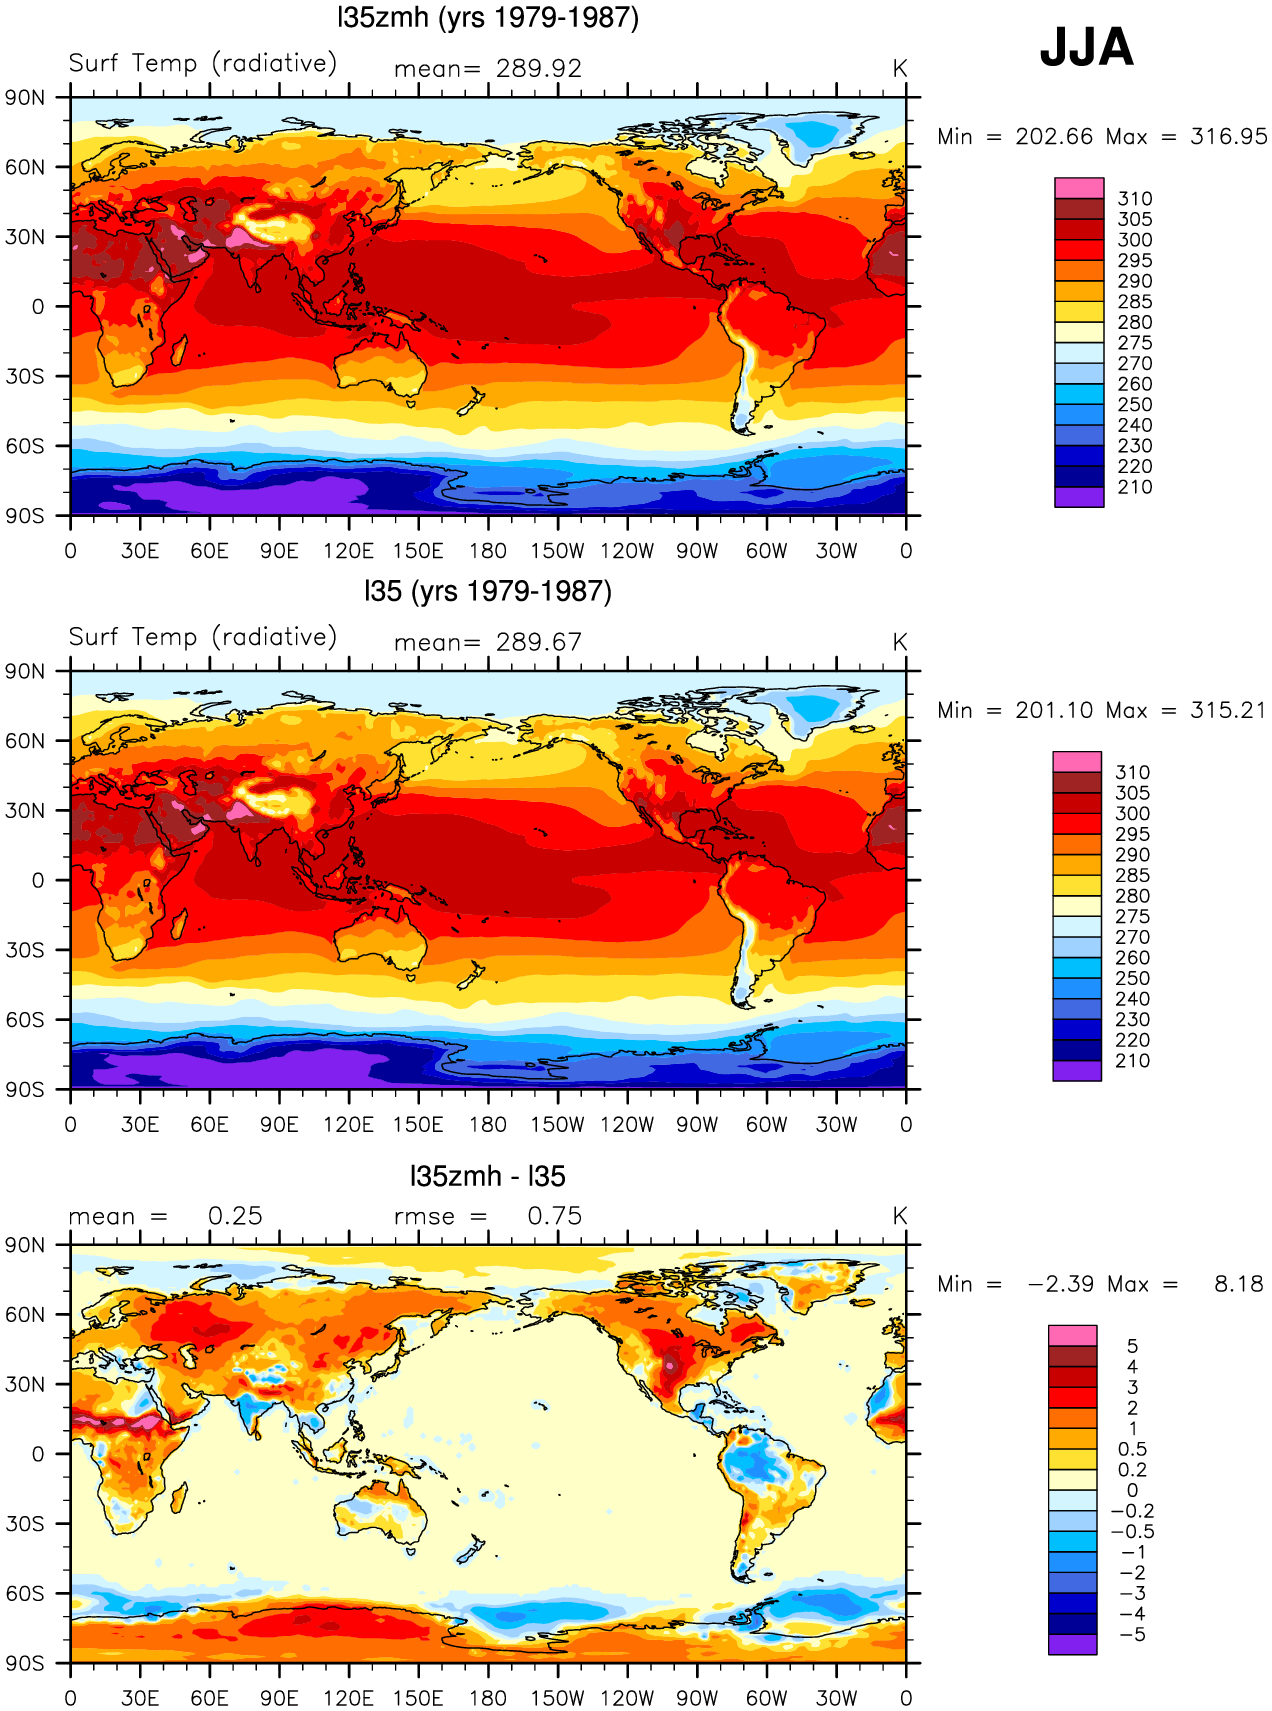 l35zmh (yrs 1979-1987)
JJA
Surf Temp (radiative) mean= 289.92 K
Min = 202.66 Max = 316.95
90N
60N
30N
0
30S
60S
90S
0 30E 60E 90E 120E 150E 180 150W 120W 90W 60W 30W 0
310
305
300
295
290
285
280
275
270
260
250
240
230
220
210
l35 (yrs 1979-1987)
Surf Temp (radiative) mean= 289.67 K
Min = 201.10 Max = 315.21
90N
60N
30N
0
30S
60S
90S
0 30E 60E 90E 120E 150E 180 150W 120W 90W 60W 30W 0
310
305
300
295
290
285
280
275
270
260
250
240
230
220
210
l35zmh - l35
mean = 0.25 rmse = 0.75 K
Min = −2.39 Max = 8.18
90N
60N
30N
0
30S
60S
90S
0 30E 60E 90E 120E 150E 180 150W 120W 90W 60W 30W 0
5
4
3
2
1
0.5
0.2
0
−0.2
−0.5
−1
−2
−3
−4
−5